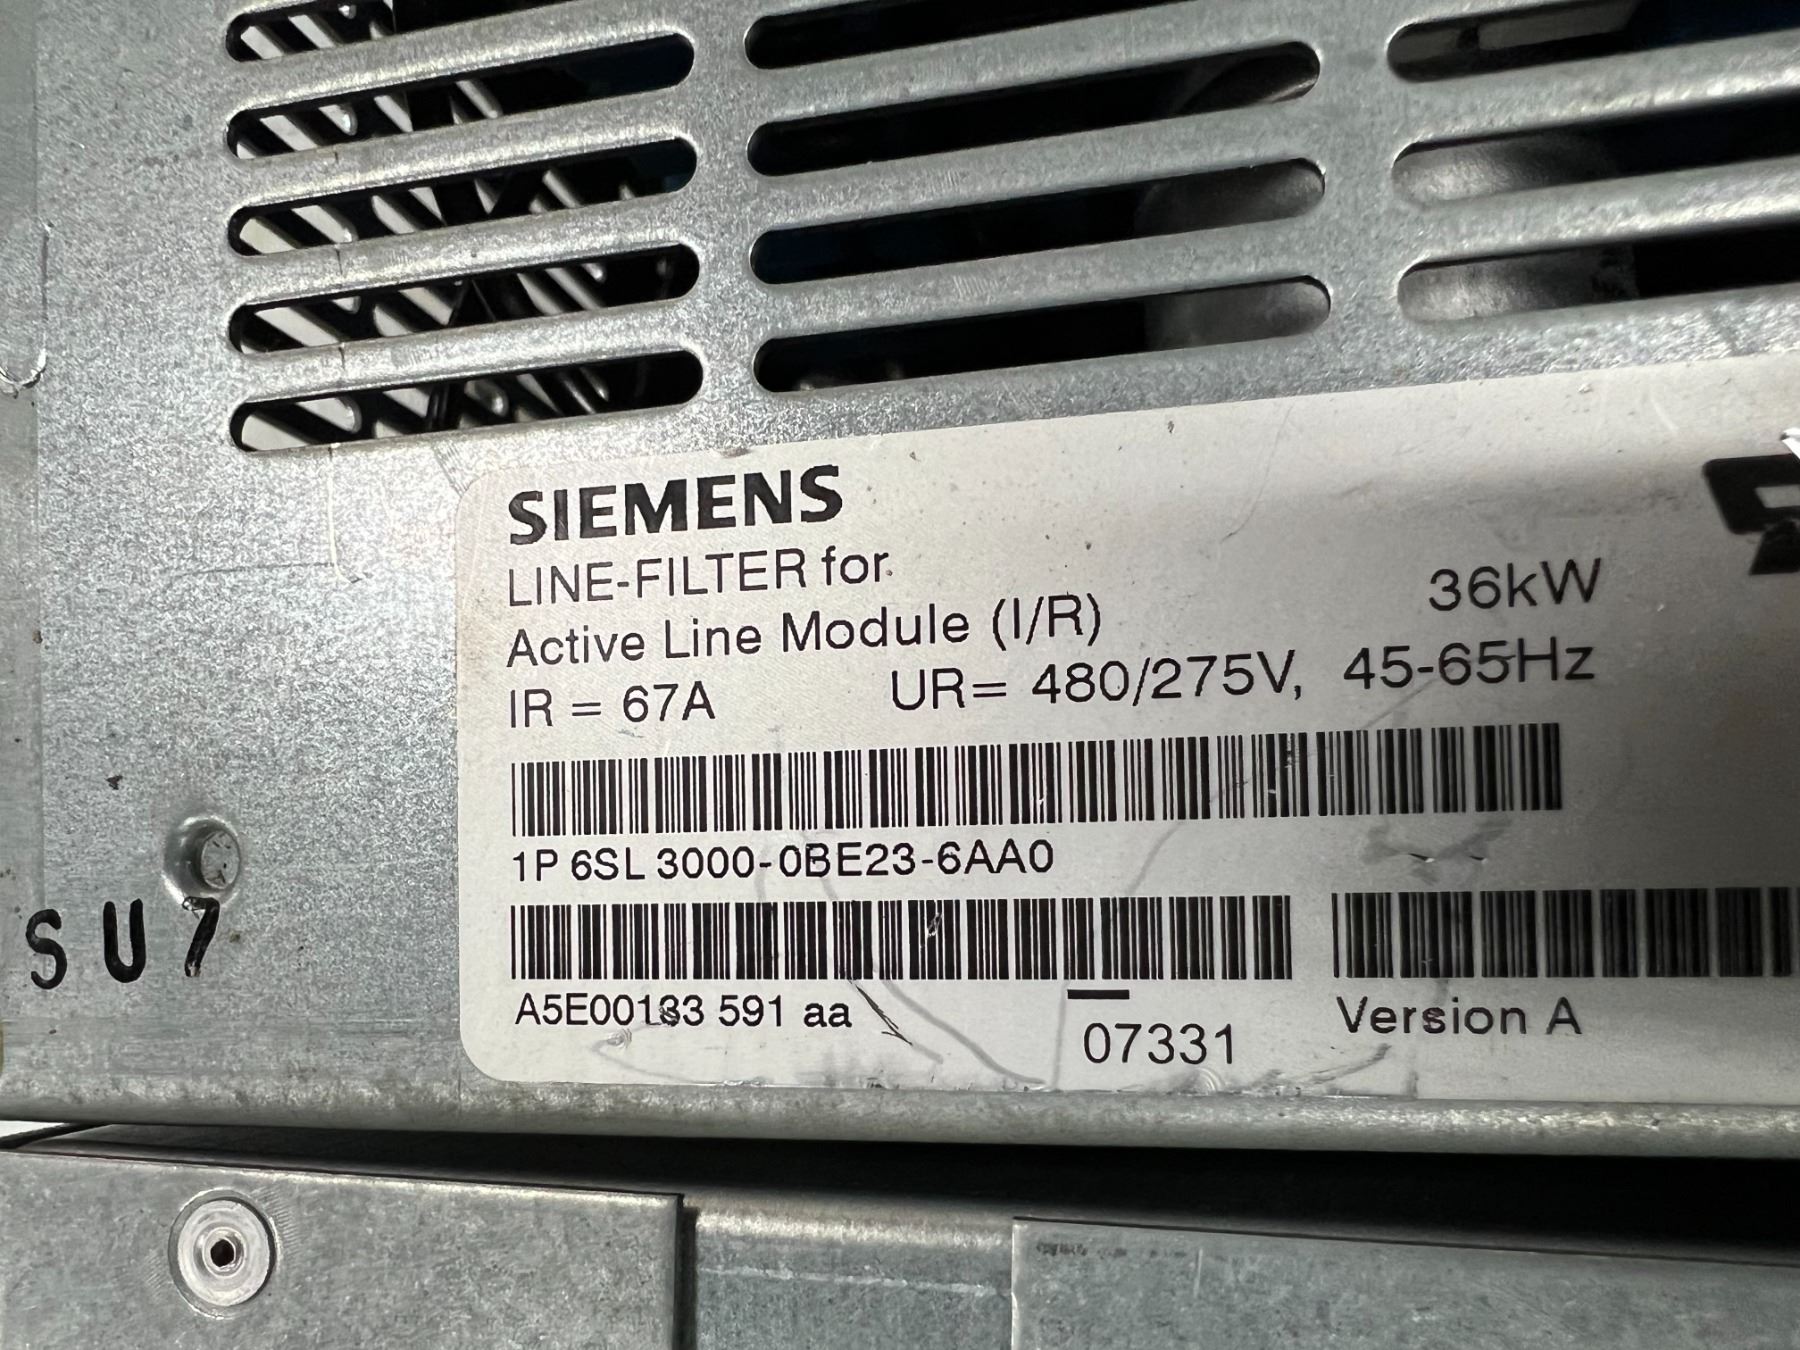 SIEMENS
LINE-FILTER for
Active Line Module (I/R) 36kW
IR = 67A UR= 480/275V, 45-65Hz
1P 6SL 3000-0BE23-6AA0
A5E00133 591 aa 07331 Version A
SU7